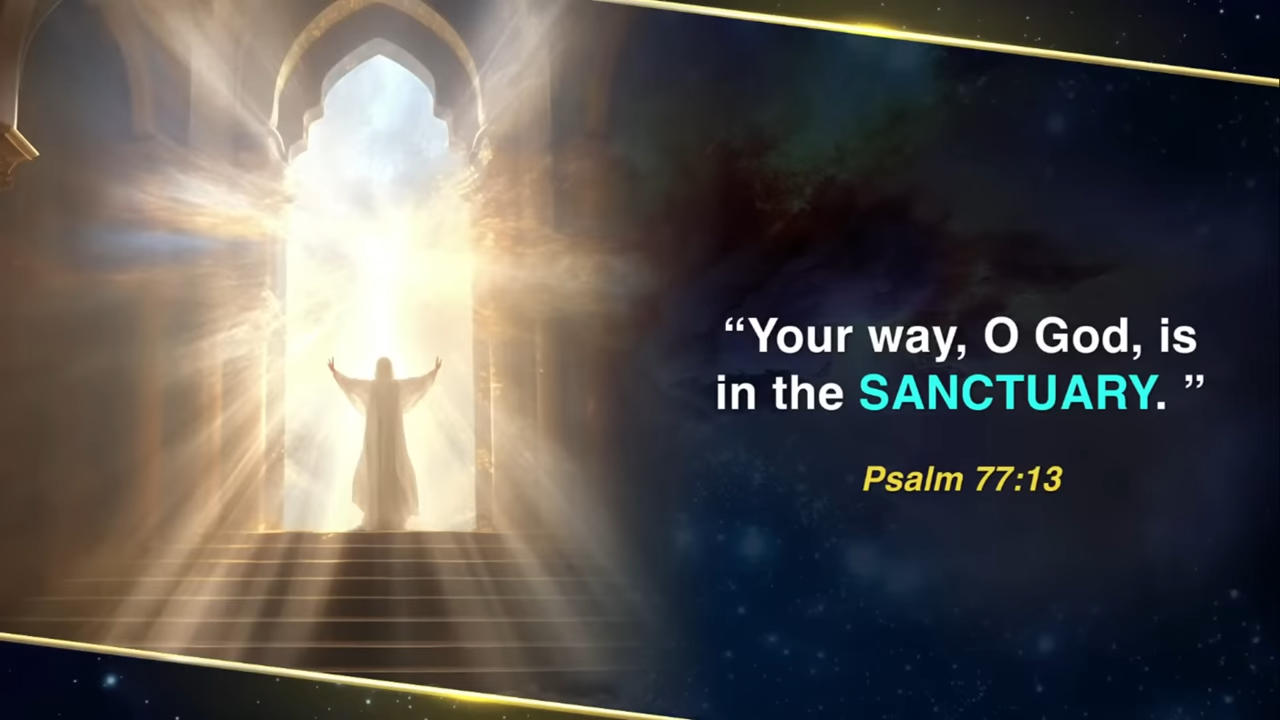 “Your way, O God, is
in the SANCTUARY. ”
Psalm 77:13